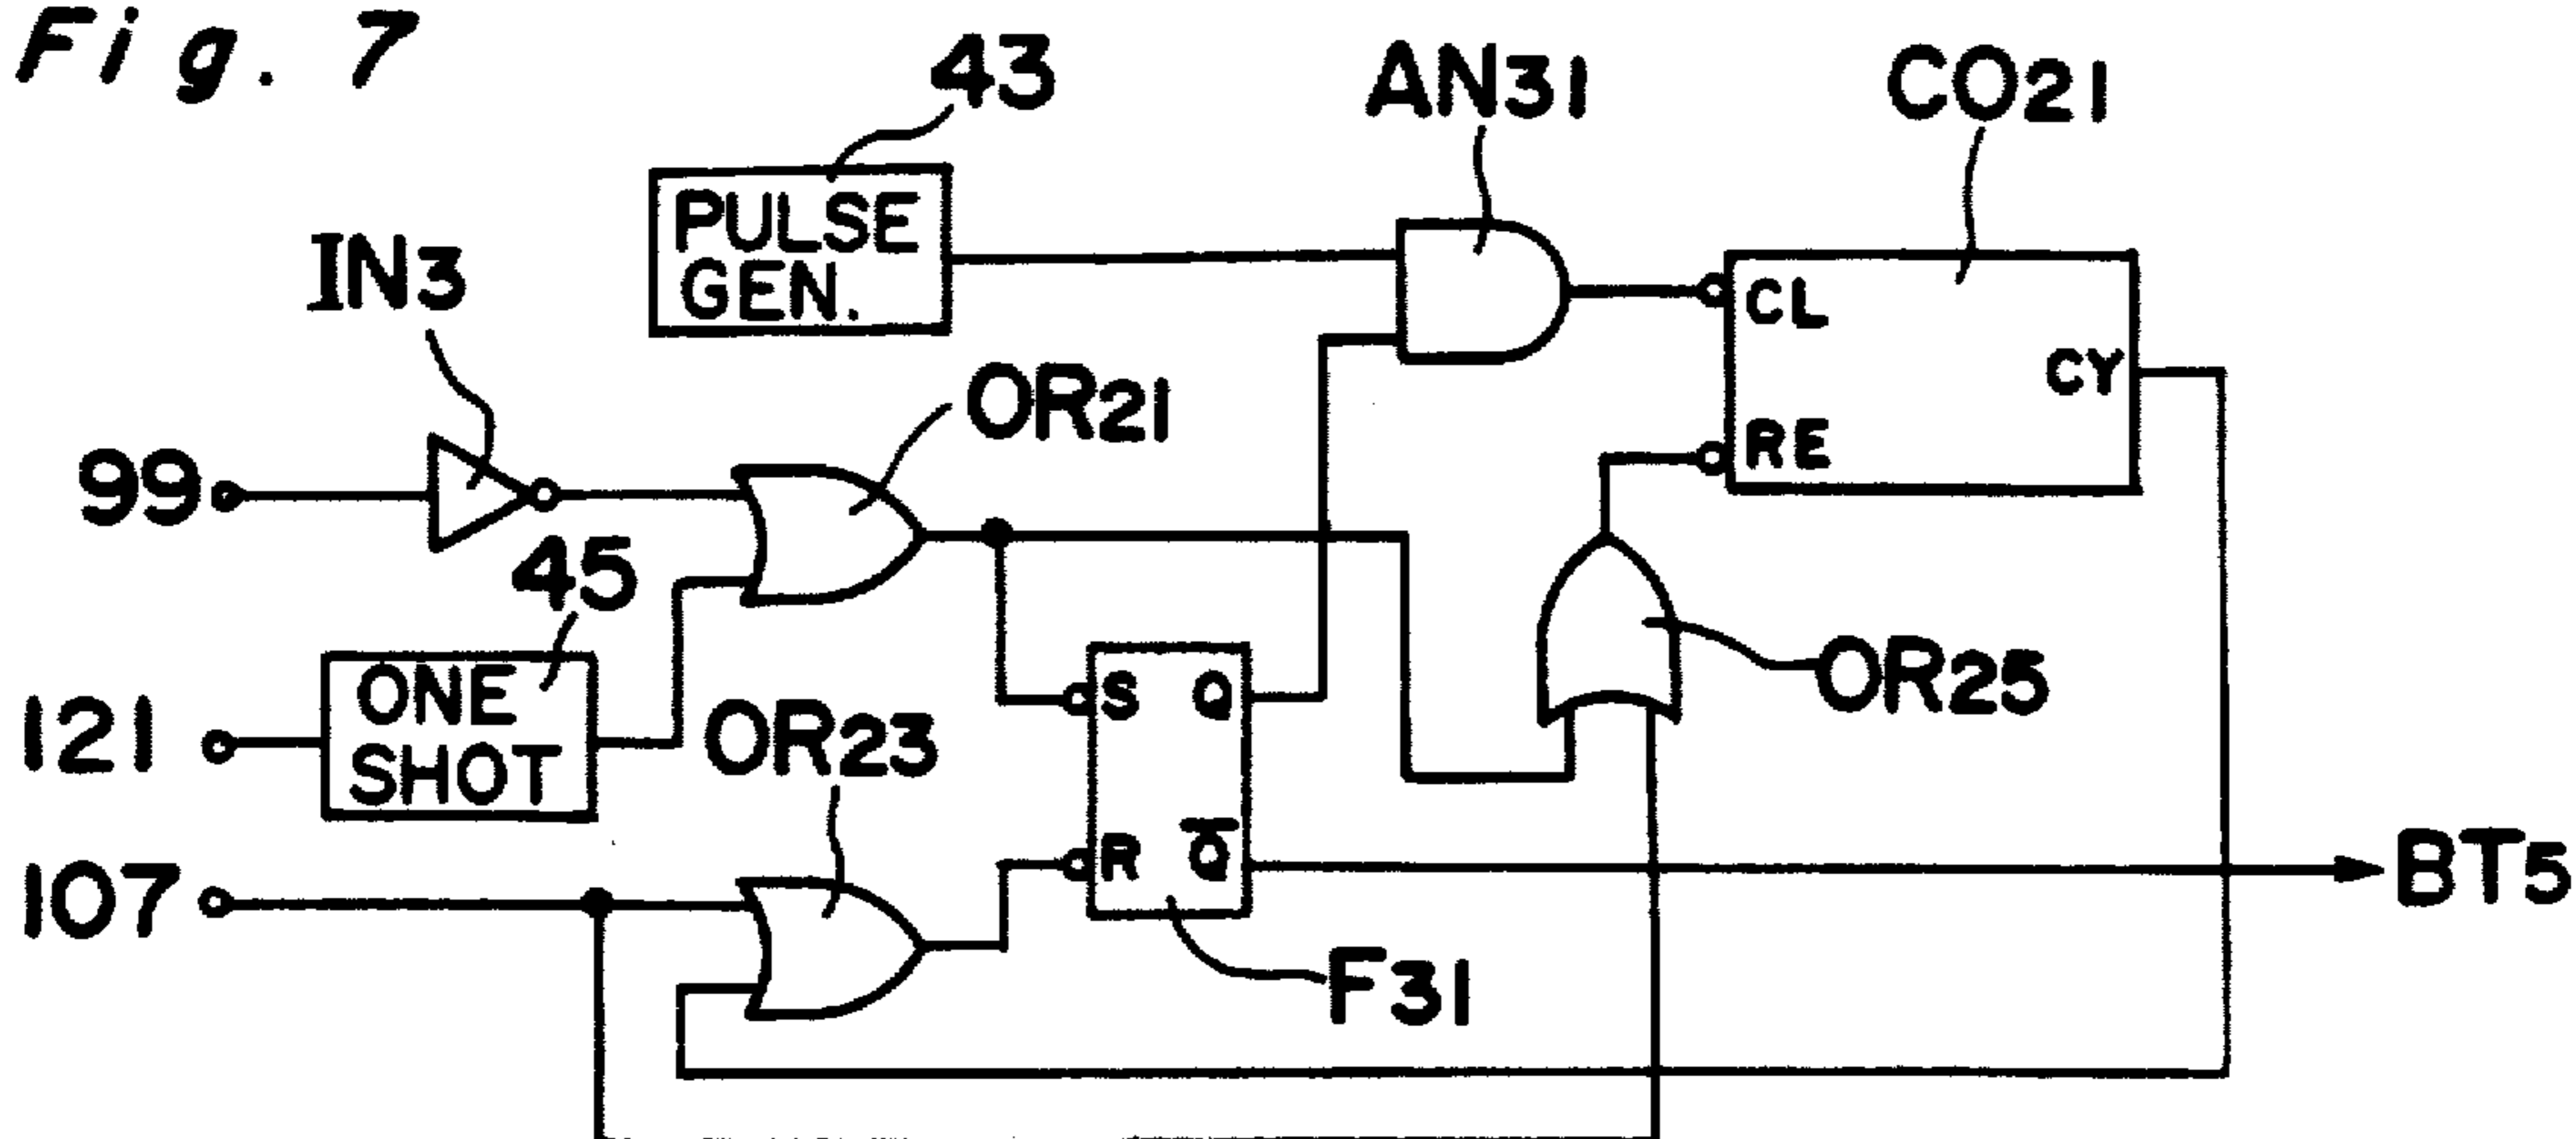 Fig. 7
43
AN31
CO21
PULSE
GEN.
IN3
CL
CY
OR21
RE
99
45
ONE
SHOT
S Q
OR25
121
OR23
R Q̅
BT5
107
F31